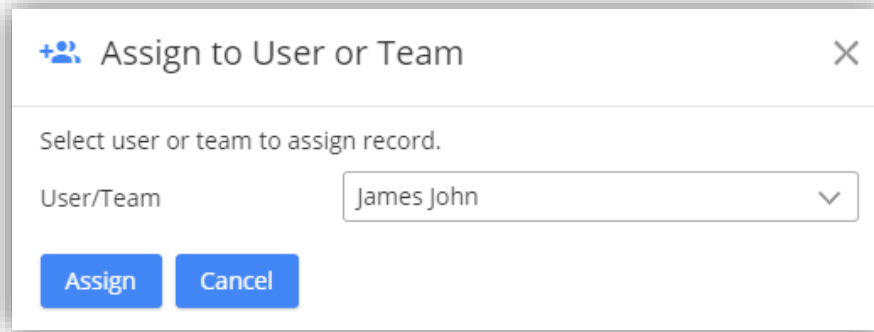 Assign to User or Team
Select user or team to assign record.
User/Team James John
Assign Cancel